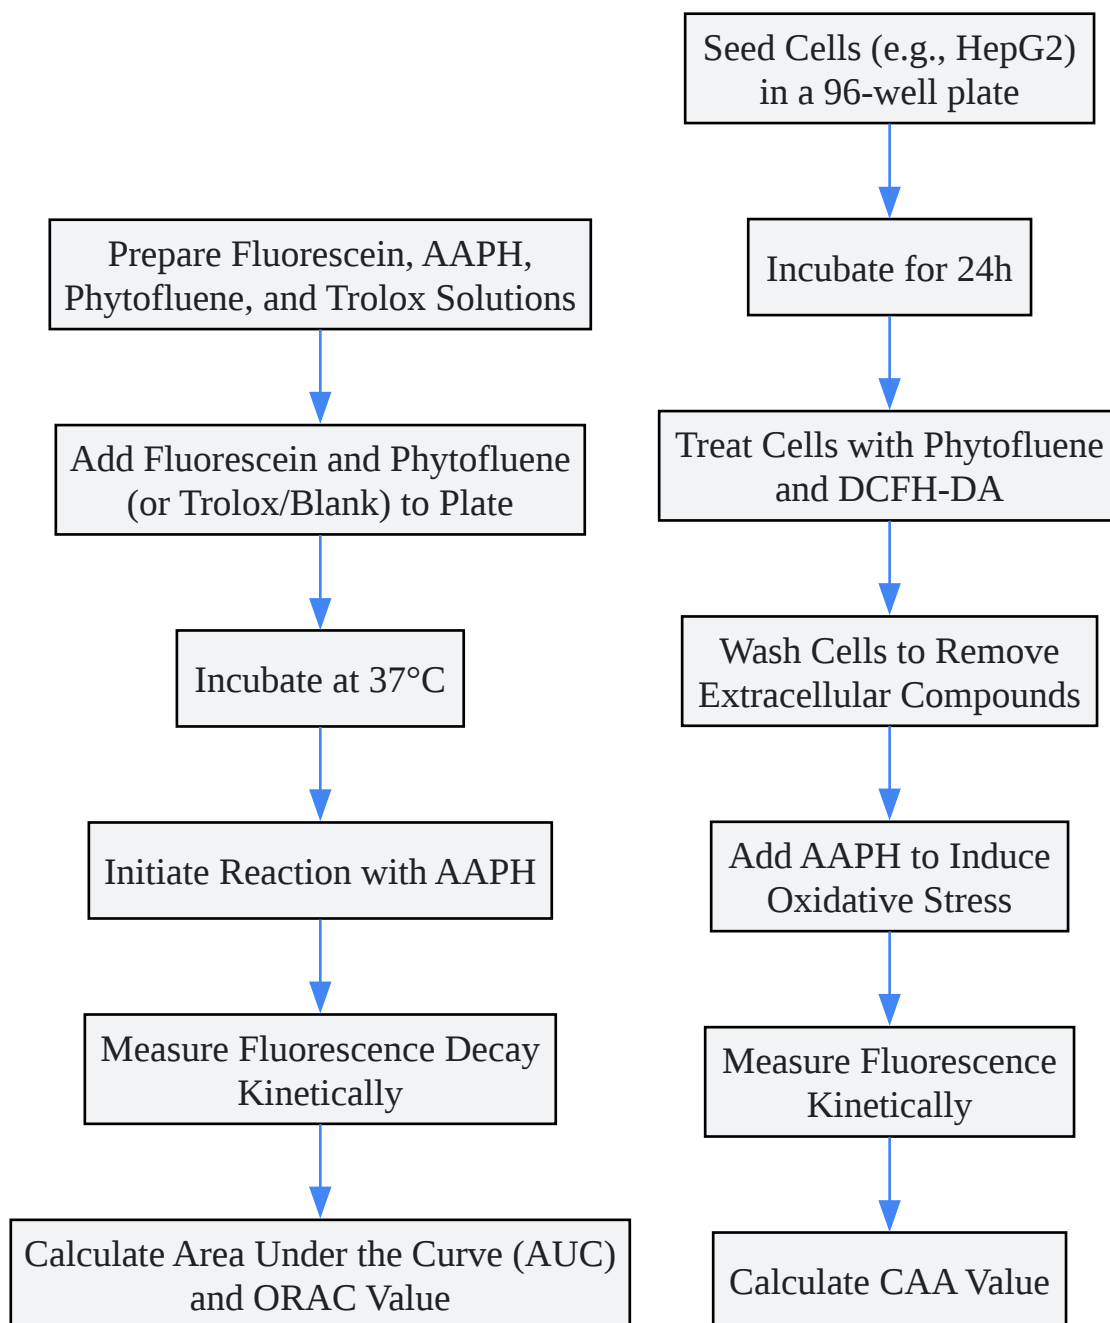 Prepare Fluorescein, AAPH,
Phytofluene, and Trolox Solutions
Add Fluorescein and Phytofluene
(or Trolox/Blank) to Plate
Incubate at 37°C
Initiate Reaction with AAPH
Measure Fluorescence Decay
Kinetically
Calculate Area Under the Curve (AUC)
and ORAC Value
Seed Cells (e.g., HepG2)
in a 96-well plate
Incubate for 24h
Treat Cells with Phytofluene
and DCFH-DA
Wash Cells to Remove
Extracellular Compounds
Add AAPH to Induce
Oxidative Stress
Measure Fluorescence
Kinetically
Calculate CAA Value